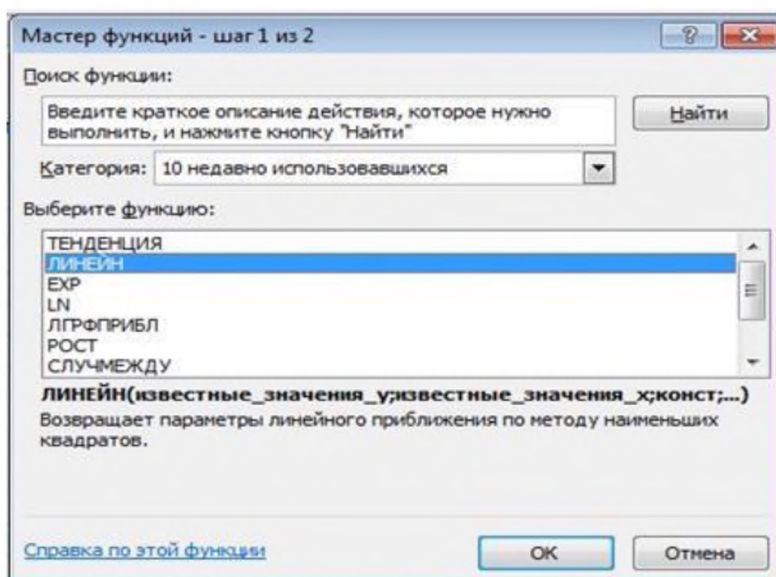 Мастер функций - шаг 1 из 2
Поиск функции:
Введите краткое описание действия, которое нужно
выполнить, и нажмите кнопку "Найти"
Найти
Категория: 10 недавно использовавшихся
Выберите функцию:
ТЕНДЕНЦИЯ
ЛИНЕЙН
EXP
LN
ЛГРФПРИБЛ
РОСТ
СЛУЧМЕЖДУ
ЛИНЕЙН(известные_значения_y;известные_значения_x;конст;...)
Возвращает параметры линейного приближения по методу наименьших
квадратов.
Справка по этой функции
ОК
Отмена